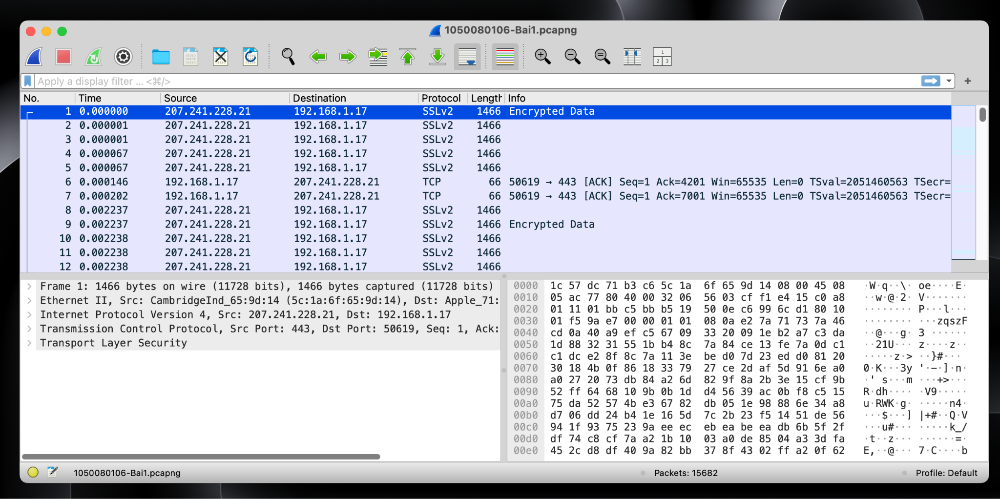 1050080106-Bai1.pcapng
Apply a display filter ... <⌘/>
No. Time Source Destination Protocol Length Info
1 0.000000 207.241.228.21 192.168.1.17 SSLv2 1466 Encrypted Data
2 0.000001 207.241.228.21 192.168.1.17 SSLv2 1466
3 0.000001 207.241.228.21 192.168.1.17 SSLv2 1466
4 0.000067 207.241.228.21 192.168.1.17 SSLv2 1466
5 0.000067 207.241.228.21 192.168.1.17 SSLv2 1466
6 0.000146 192.168.1.17 207.241.228.21 TCP 66 50619 → 443 [ACK] Seq=1 Ack=4201 Win=65535 Len=0 TSval=2051460563 TSecr=
7 0.000202 192.168.1.17 207.241.228.21 TCP 66 50619 → 443 [ACK] Seq=1 Ack=7001 Win=65535 Len=0 TSval=2051460563 TSecr=
8 0.002237 207.241.228.21 192.168.1.17 SSLv2 1466
9 0.002237 207.241.228.21 192.168.1.17 SSLv2 1466 Encrypted Data
10 0.002238 207.241.228.21 192.168.1.17 SSLv2 1466
11 0.002238 207.241.228.21 192.168.1.17 SSLv2 1466
12 0.002238 207.241.228.21 192.168.1.17 SSLv2 1466
Frame 1: 1466 bytes on wire (11728 bits), 1466 bytes captured (11728 bits)
Ethernet II, Src: CambridgeInd_65:9d:14 (5c:1a:6f:65:9d:14), Dst: Apple_71:
Internet Protocol Version 4, Src: 207.241.228.21, Dst: 192.168.1.17
Transmission Control Protocol, Src Port: 443, Dst Port: 50619, Seq: 1, Ack:
Transport Layer Security
0000 1c 57 dc 71 b3 c6 5c 1a 6f 65 9d 14 08 00 45 08 ·W·q··\· oe····E·
0010 05 ac 77 80 40 00 32 06 56 03 cf f1 e4 15 c0 a8 ··w·@·2· V·······
0020 01 11 01 bb c5 bb b5 19 50 0e c6 99 6c d1 80 10 ········ P···l···
0030 01 f5 9a e7 00 00 01 01 08 0a e2 7a 71 73 7a 46 ········ ···zqszF
0040 cd 0a 40 a9 ef c5 67 09 33 20 09 1e b2 a7 c3 da ··@···g· 3 ······
0050 1d 88 32 31 55 1b b4 8c 7a 84 ce 13 fe 7a 0d c1 ··21U··· z····z··
0060 c1 dc e2 8f 8c 7a 11 3e be d0 7d 23 ed d0 81 20 ·····z·> ··}#···
0070 30 18 4b 0f 86 18 33 79 27 ce 2d af 5d 91 6e a0 0·K···3y '·-·]·n·
0080 a0 27 20 73 db 84 a2 6d 82 9f 8a 2b 3e 15 cf 9b ·' s···m ···+>···
0090 52 ff 64 68 10 9b 0b 1d d4 56 39 ac 0b f8 c5 15 R·dh···· ·V9·····
00a0 75 da 52 57 4b e3 67 82 db 05 1e 98 88 6e 34 a8 u·RWK·g· ·····n4·
00b0 d7 06 dd 24 b4 1e 16 5d 7c 2b 23 f5 14 51 de 56 ···$···] |+#··Q·V
00c0 94 1f 93 75 23 9a ee ec eb ea be ea db 6b 5f 2f ···u#··· ·····k_/
00d0 df 74 c8 cf 7a a2 1b 10 03 a0 de 85 04 a3 3d fa ·t··z··· ······=·
00e0 45 2c d8 df 40 9a 82 bb 37 8f 43 02 ff a2 0f 62 E,··@··· 7·C····b
1050080106-Bai1.pcapng Packets: 15682 Profile: Default